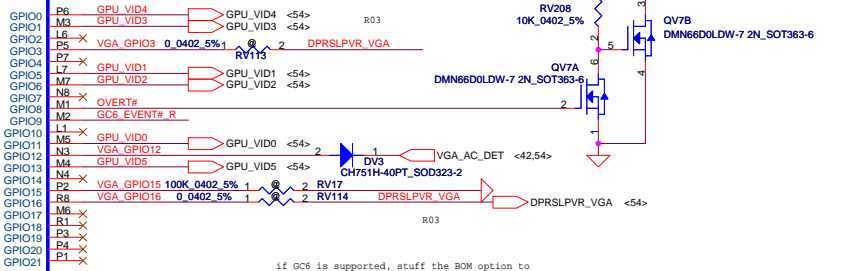 GPIO0 P6 GPU_VID4 GPU_VID4 <54>
GPIO1 M3 GPU_VID3 GPU_VID3 <54>
R03
GPIO2 L6
GPIO3 P5 VGA_GPIO3 0_0402_5% 1 2 DPRSLPVR_VGA
RV113
GPIO4 P7
GPIO5 L7 GPU_VID1 GPU_VID1 <54>
GPIO6 M7 GPU_VID2 GPU_VID2 <54>
GPIO7 N8
GPIO8 M1 OVERT#
GPIO9 M2 GC6_EVENT#_R
GPIO10 L1
GPIO11 M5 GPU_VID0 GPU_VID0 <54>
GPIO12 N3 VGA_GPIO12 2 1 VGA_AC_DET <42,54>
DV3
CH751H-40PT_SOD323-2
GPIO13 M4 GPU_VID5 GPU_VID5 <54>
GPIO14 N4
GPIO15 P2 VGA_GPIO15 100K_0402_5% 1 @ 2 RV17
GPIO16 R8 VGA_GPIO16 0_0402_5% 1 @ 2 RV114 DPRSLPVR_VGA DPRSLPVR_VGA <54>
GPIO17 M6
R03
GPIO18 R1
GPIO19 P3
GPIO20 P4
GPIO21 P1
RV208
10K_0402_5%
2
3
QV7B
DMN66D0LDW-7 2N_SOT363-6
5
4
QV7A
DMN66D0LDW-7 2N_SOT363-6
6
2
1
@
if GC6 is supported, stuff the BOM option to